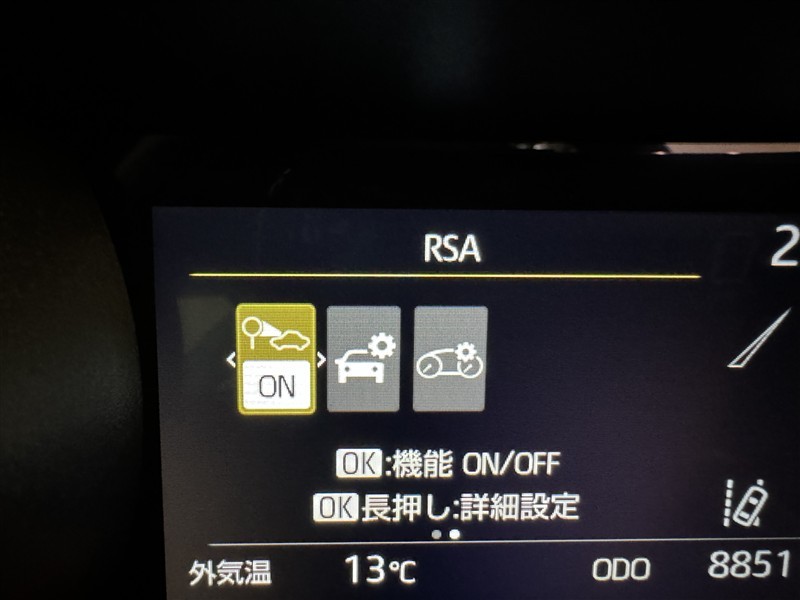 RSA
2
ON
OK:機能 ON/OFF
OK長押し:詳細設定
外気温 13℃ ODO 8851